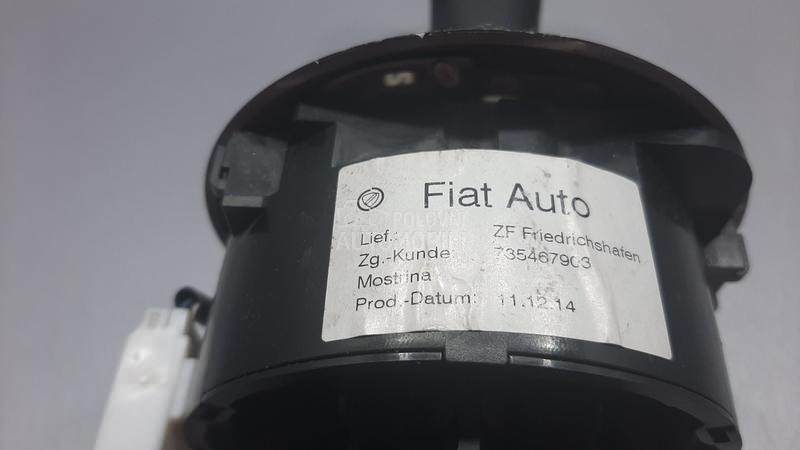 Fiat Auto
Lief.: ZF Friedrichshafen
Zg.-Kunde: 735467903
Mostrina
Prod.-Datum: 11.12.14